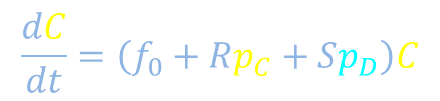 dC/dt = (f₀ + Rp_C + Sp_D)C